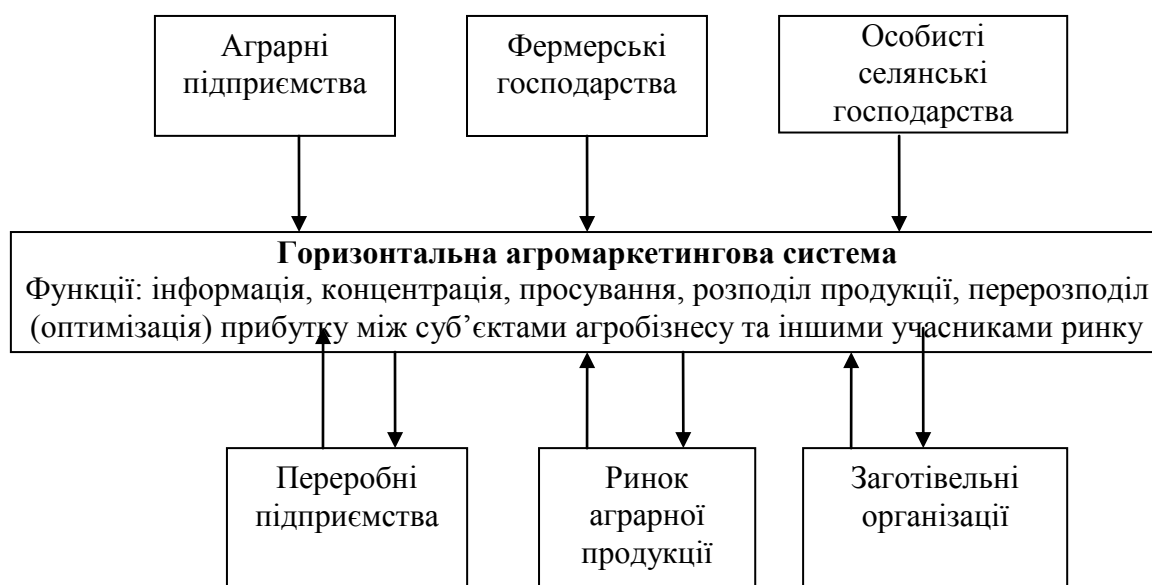 Аграрні
підприємства
Фермерські
господарства
Особисті
селянські
господарства
Горизонтальна агромаркетингова система
Функції: інформація, концентрація, просування, розподіл продукції, перерозподіл
(оптимізація) прибутку між суб’єктами агробізнесу та іншими учасниками ринку
Переробні
підприємства
Ринок
аграрної
продукції
Заготівельні
організації